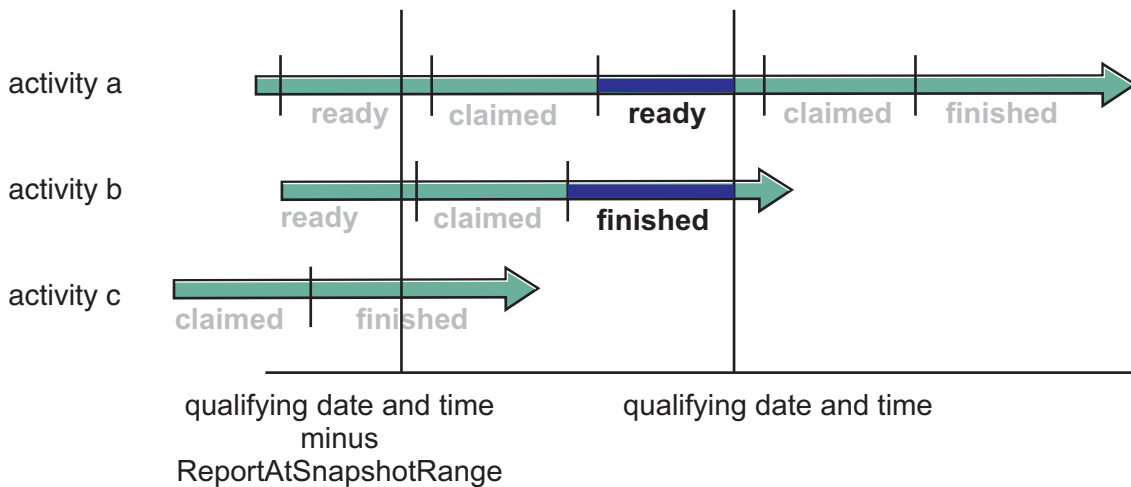 activity a
ready claimed ready claimed finished
activity b
ready claimed finished
activity c
claimed finished
qualifying date and time
minus
ReportAtSnapshotRange
qualifying date and time